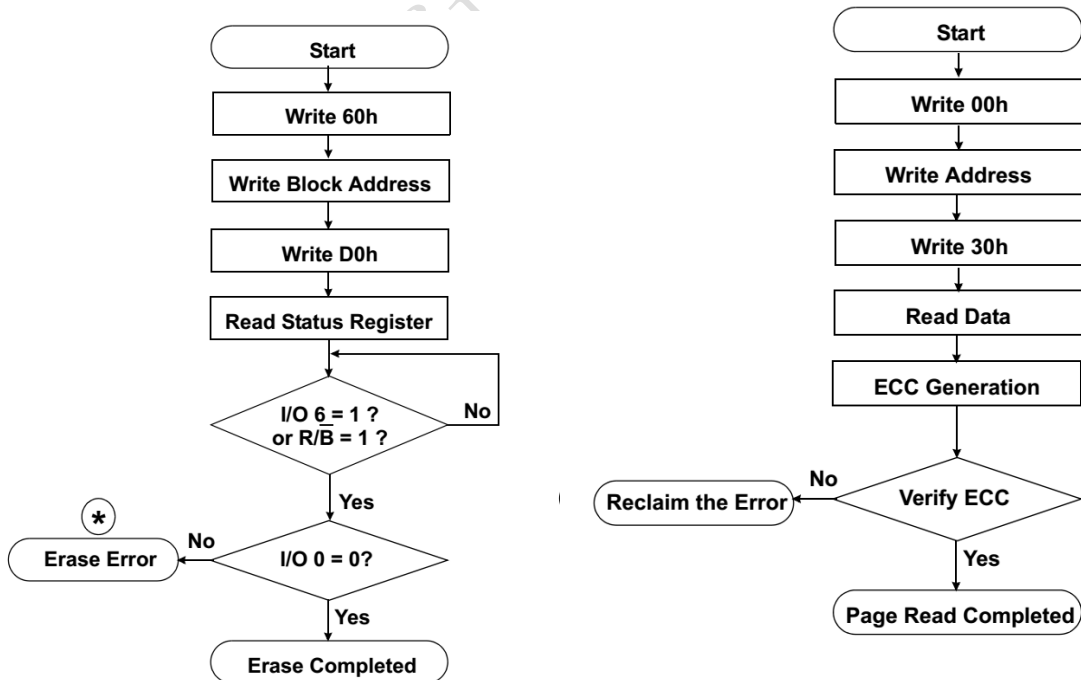 Start
Write 60h
Write Block Address
Write D0h
Read Status Register
I/O 6 = 1 ?
or R/B̅ = 1 ?
No
Yes
*
No
Erase Error
I/O 0 = 0?
Yes
Erase Completed
Start
Write 00h
Write Address
Write 30h
Read Data
ECC Generation
No
Reclaim the Error
Verify ECC
Yes
Page Read Completed